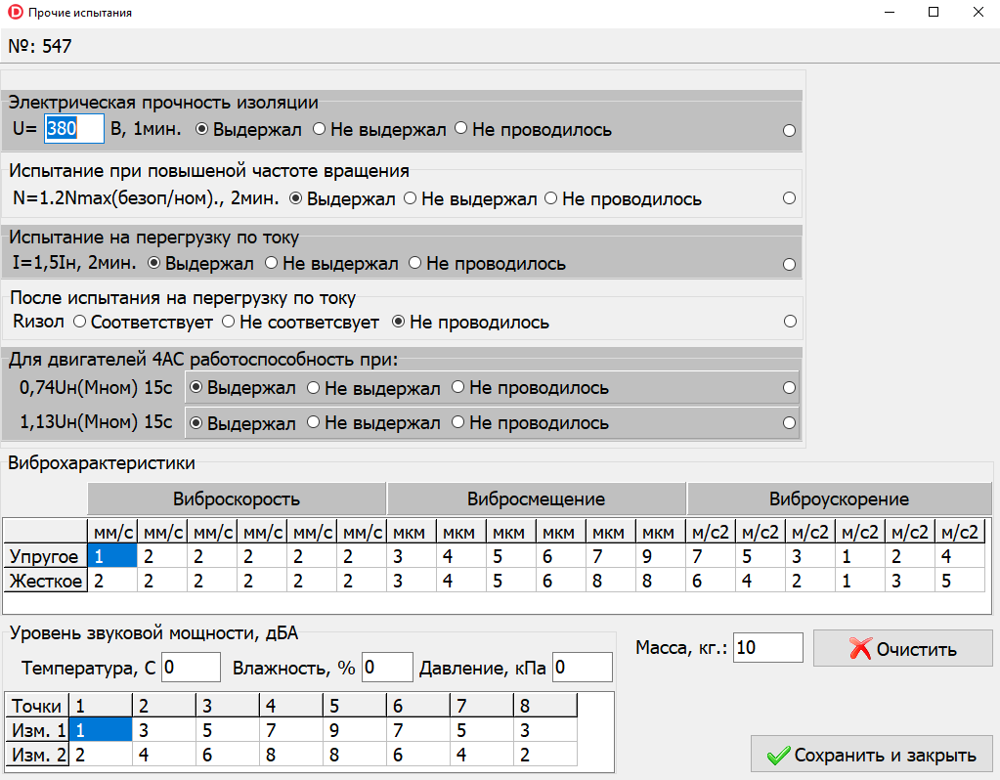 Прочие испытания
№: 547
Электрическая прочность изоляции
U= 380 В, 1мин. Выдержал Не выдержал Не проводилось
Испытание при повышеной частоте вращения
N=1.2Nmax(безоп/ном)., 2мин. Выдержал Не выдержал Не проводилось
Испытание на перегрузку по току
I=1,5Iн, 2мин. Выдержал Не выдержал Не проводилось
После испытания на перегрузку по току
Rизол Соответствует Не соответсвует Не проводилось
Для двигателей 4АС работоспособность при:
0,74Uн(Мном) 15с Выдержал Не выдержал Не проводилось
1,13Uн(Мном) 15с Выдержал Не выдержал Не проводилось
Виброхарактеристики
Виброскорость Вибросмещение Виброускорение
мм/с мм/с мм/с мм/с мм/с мм/с мкм мкм мкм мкм мкм мкм м/с2 м/с2 м/с2 м/с2 м/с2 м/с2
Упругое 1 2 2 2 2 2 3 4 5 6 7 9 7 5 3 1 2 4
Жесткое 2 2 2 2 2 2 3 4 5 6 8 8 6 4 2 1 3 5
Уровень звуковой мощности, дБА
Температура, С 0 Влажность, % 0 Давление, кПа 0
Точки 1 2 3 4 5 6 7 8
Изм. 1 1 3 5 7 9 7 5 3
Изм. 2 2 4 6 8 8 6 4 2
Масса, кг.: 10
Очистить
Сохранить и закрыть